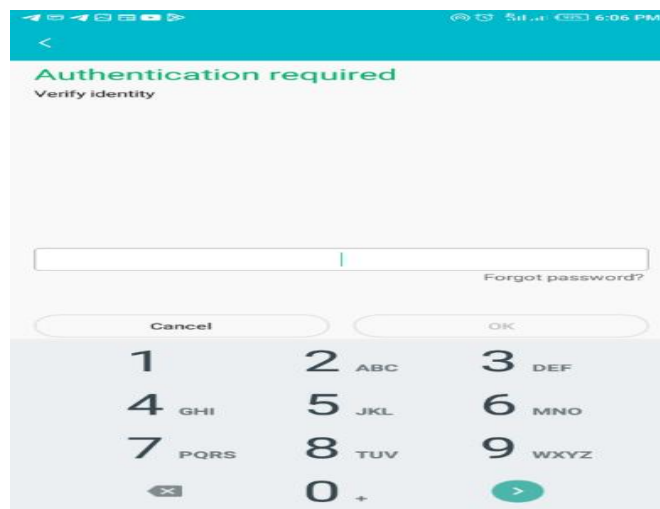 6:06 PM
Authentication required
Verify identity
Forgot password?
Cancel
OK
1
2 ABC
3 DEF
4 GHI
5 JKL
6 MNO
7 PQRS
8 TUV
9 WXYZ
0 +